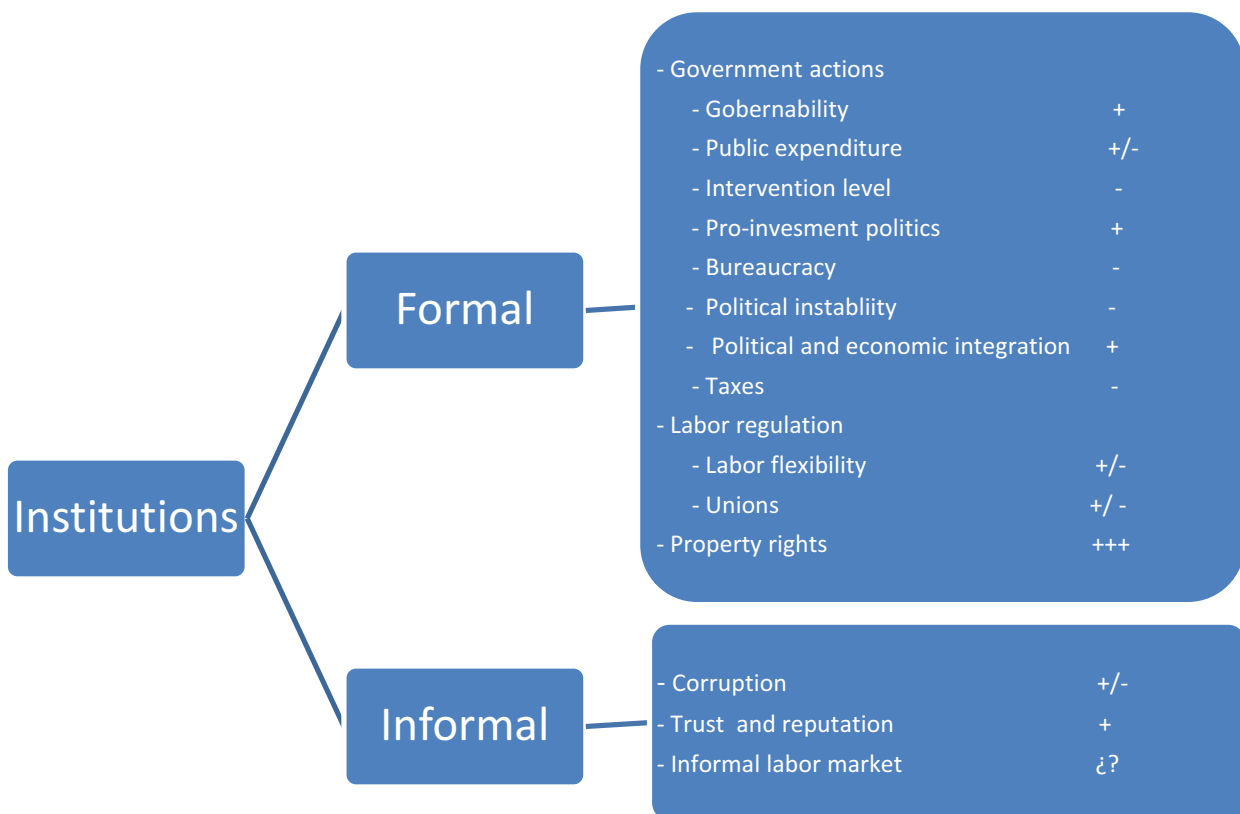 Institutions
Formal
- Government actions
- Gobernability +
- Public expenditure +/-
- Intervention level -
- Pro-invesment politics +
- Bureaucracy -
- Political instabliity -
- Political and economic integration +
- Taxes -
- Labor regulation
- Labor flexibility +/-
- Unions +/ -
- Property rights +++
Informal
- Corruption +/-
- Trust and reputation +
- Informal labor market ¿?